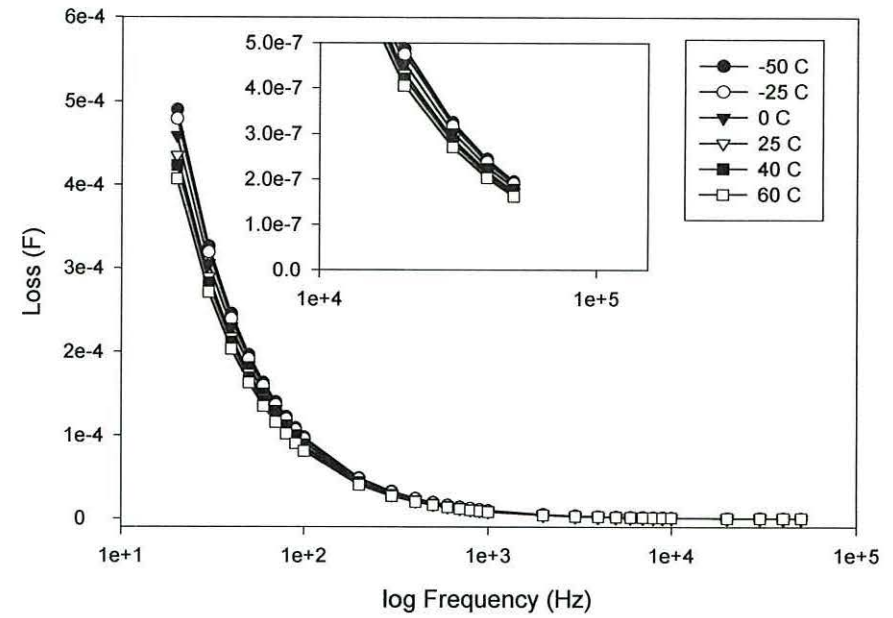 6e-4
5e-4
4e-4
3e-4
2e-4
1e-4
0
Loss (F)
5.0e-7
4.0e-7
3.0e-7
2.0e-7
1.0e-7
0.0
1e+4
1e+5
-50 C
-25 C
0 C
25 C
40 C
60 C
1e+1
1e+2
1e+3
1e+4
1e+5
log Frequency (Hz)